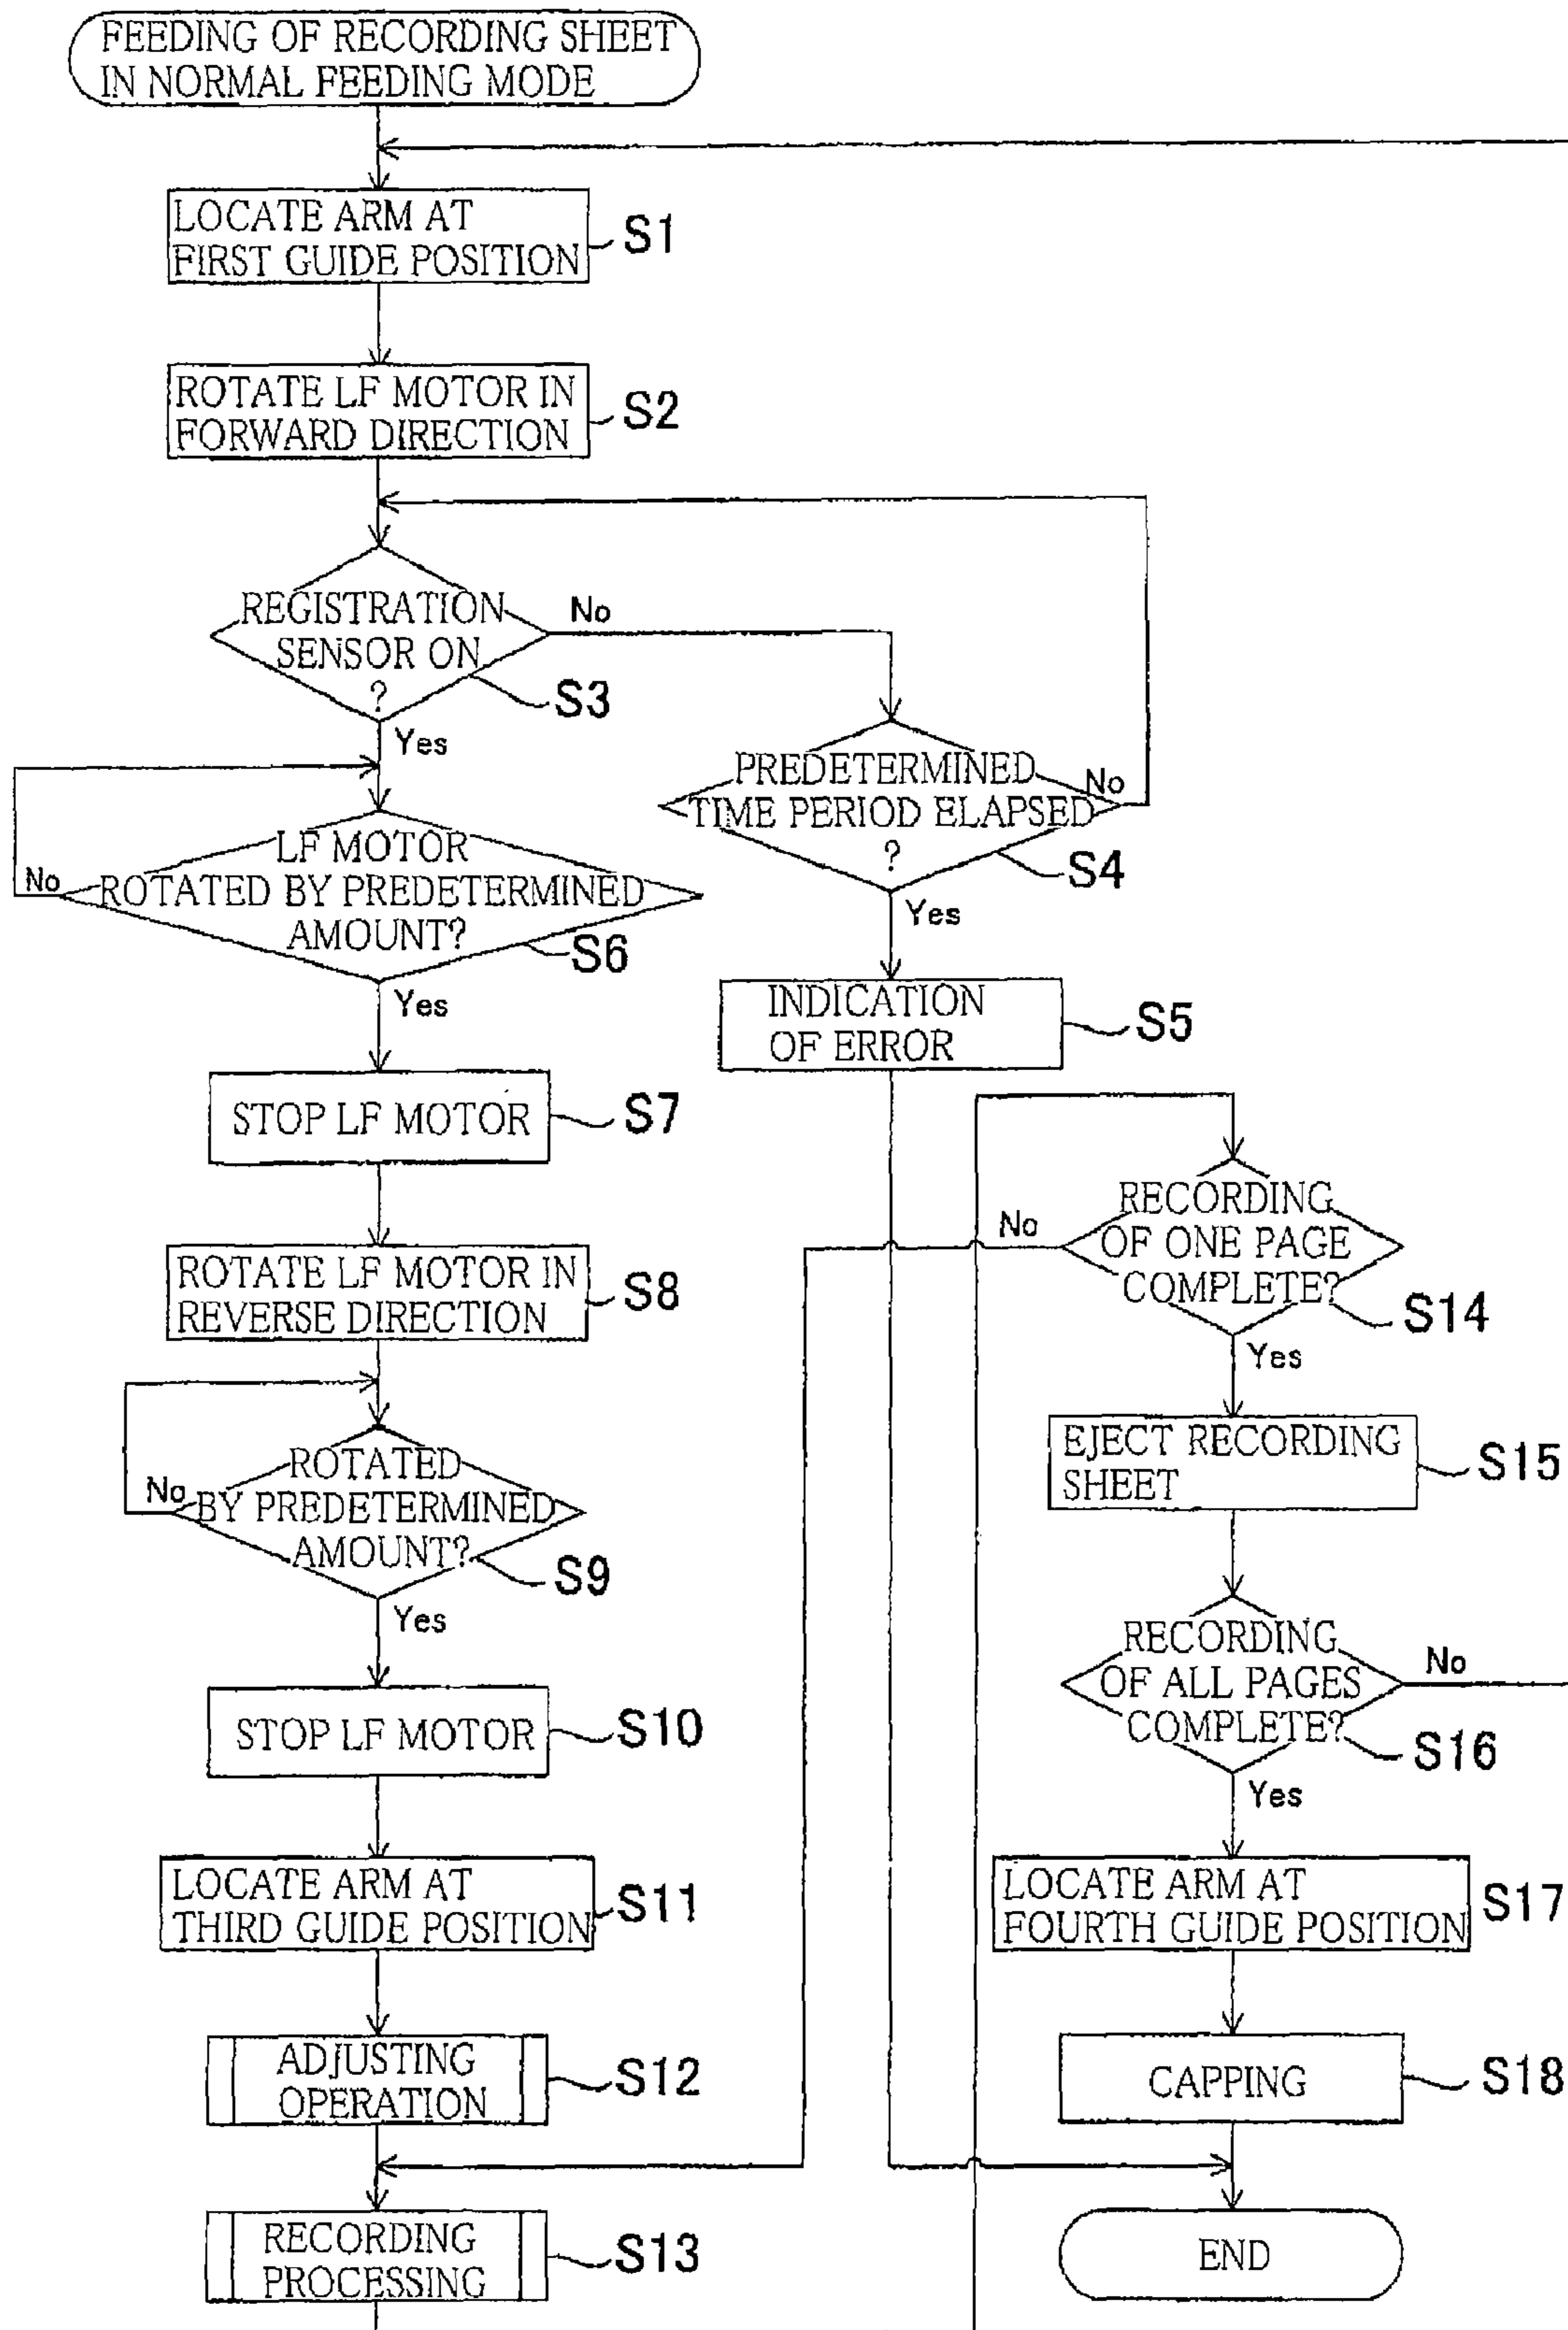 FEEDING OF RECORDING SHEET
IN NORMAL FEEDING MODE
LOCATE ARM AT
FIRST GUIDE POSITION
S1
ROTATE LF MOTOR IN
FORWARD DIRECTION
S2
REGISTRATION
SENSOR ON
?
S3
No
Yes
PREDETERMINED
TIME PERIOD ELAPSED
?
S4
No
Yes
INDICATION
OF ERROR
S5
LF MOTOR
ROTATED BY PREDETERMINED
AMOUNT?
S6
No
Yes
STOP LF MOTOR
S7
ROTATE LF MOTOR IN
REVERSE DIRECTION
S8
ROTATED
BY PREDETERMINED
AMOUNT?
S9
No
Yes
STOP LF MOTOR
S10
LOCATE ARM AT
THIRD GUIDE POSITION
S11
ADJUSTING
OPERATION
S12
RECORDING
PROCESSING
S13
RECORDING
OF ONE PAGE
COMPLETE?
S14
No
Yes
EJECT RECORDING
SHEET
S15
RECORDING
OF ALL PAGES
COMPLETE?
S16
No
Yes
LOCATE ARM AT
FOURTH GUIDE POSITION
S17
CAPPING
S18
END